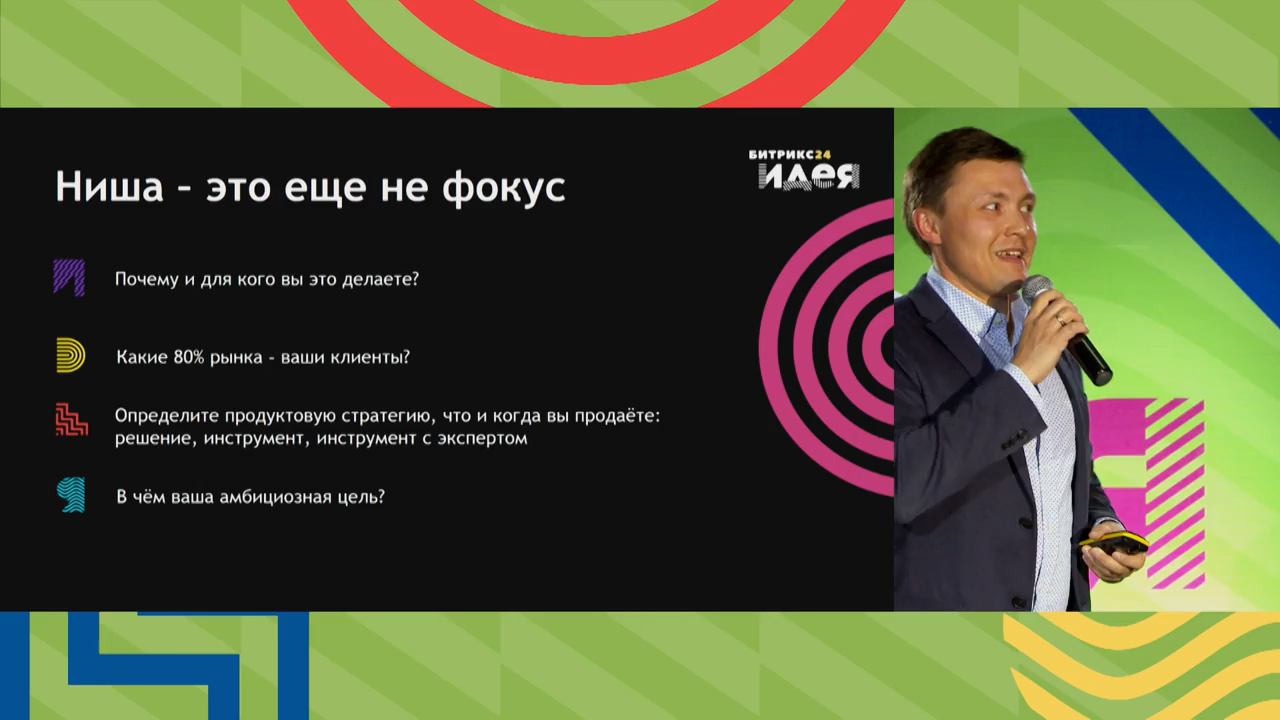 БИТРИКС24
идея
Ниша - это еще не фокус
Почему и для кого вы это делаете?
Какие 80% рынка - ваши клиенты?
Определите продуктовую стратегию, что и когда вы продаёте:
решение, инструмент, инструмент с экспертом
В чём ваша амбициозная цель?
Я